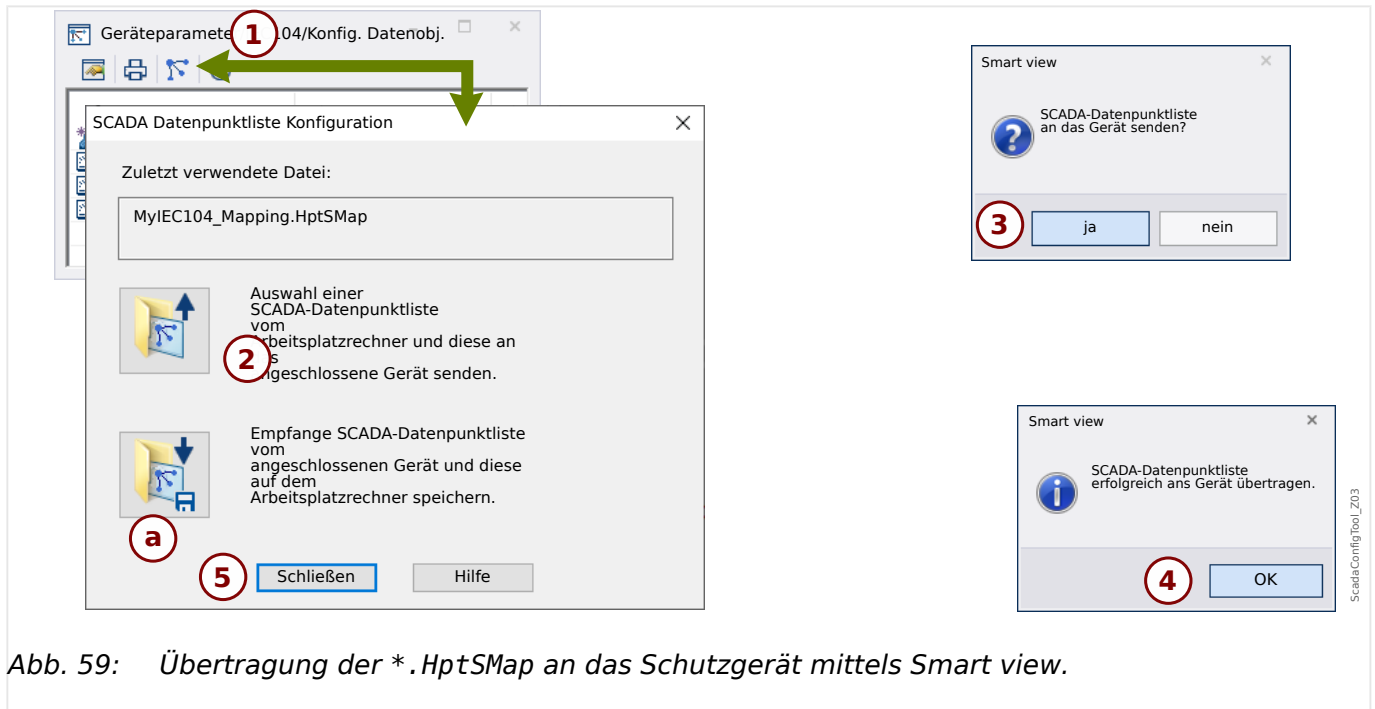 Geräteparamete 104/Konfig. Datenobj.
1
SCADA Datenpunktliste Konfiguration
Zuletzt verwendete Datei:
MyIEC104_Mapping.HptSMap
Auswahl einer
SCADA-Datenpunktliste
vom
Arbeitsplatzrechner und diese an
2
angeschlossene Gerät senden.
Empfange SCADA-Datenpunktliste
vom
angeschlossenen Gerät und diese
auf dem
Arbeitsplatzrechner speichern.
a
5
Schließen
Hilfe
Smart view
SCADA-Datenpunktliste
an das Gerät senden?
3
ja
nein
Smart view
SCADA-Datenpunktliste
erfolgreich ans Gerät übertragen.
4
OK
ScadaConfigTool_Z03
Abb. 59: Übertragung der *.HptSMap an das Schutzgerät mittels Smart view.